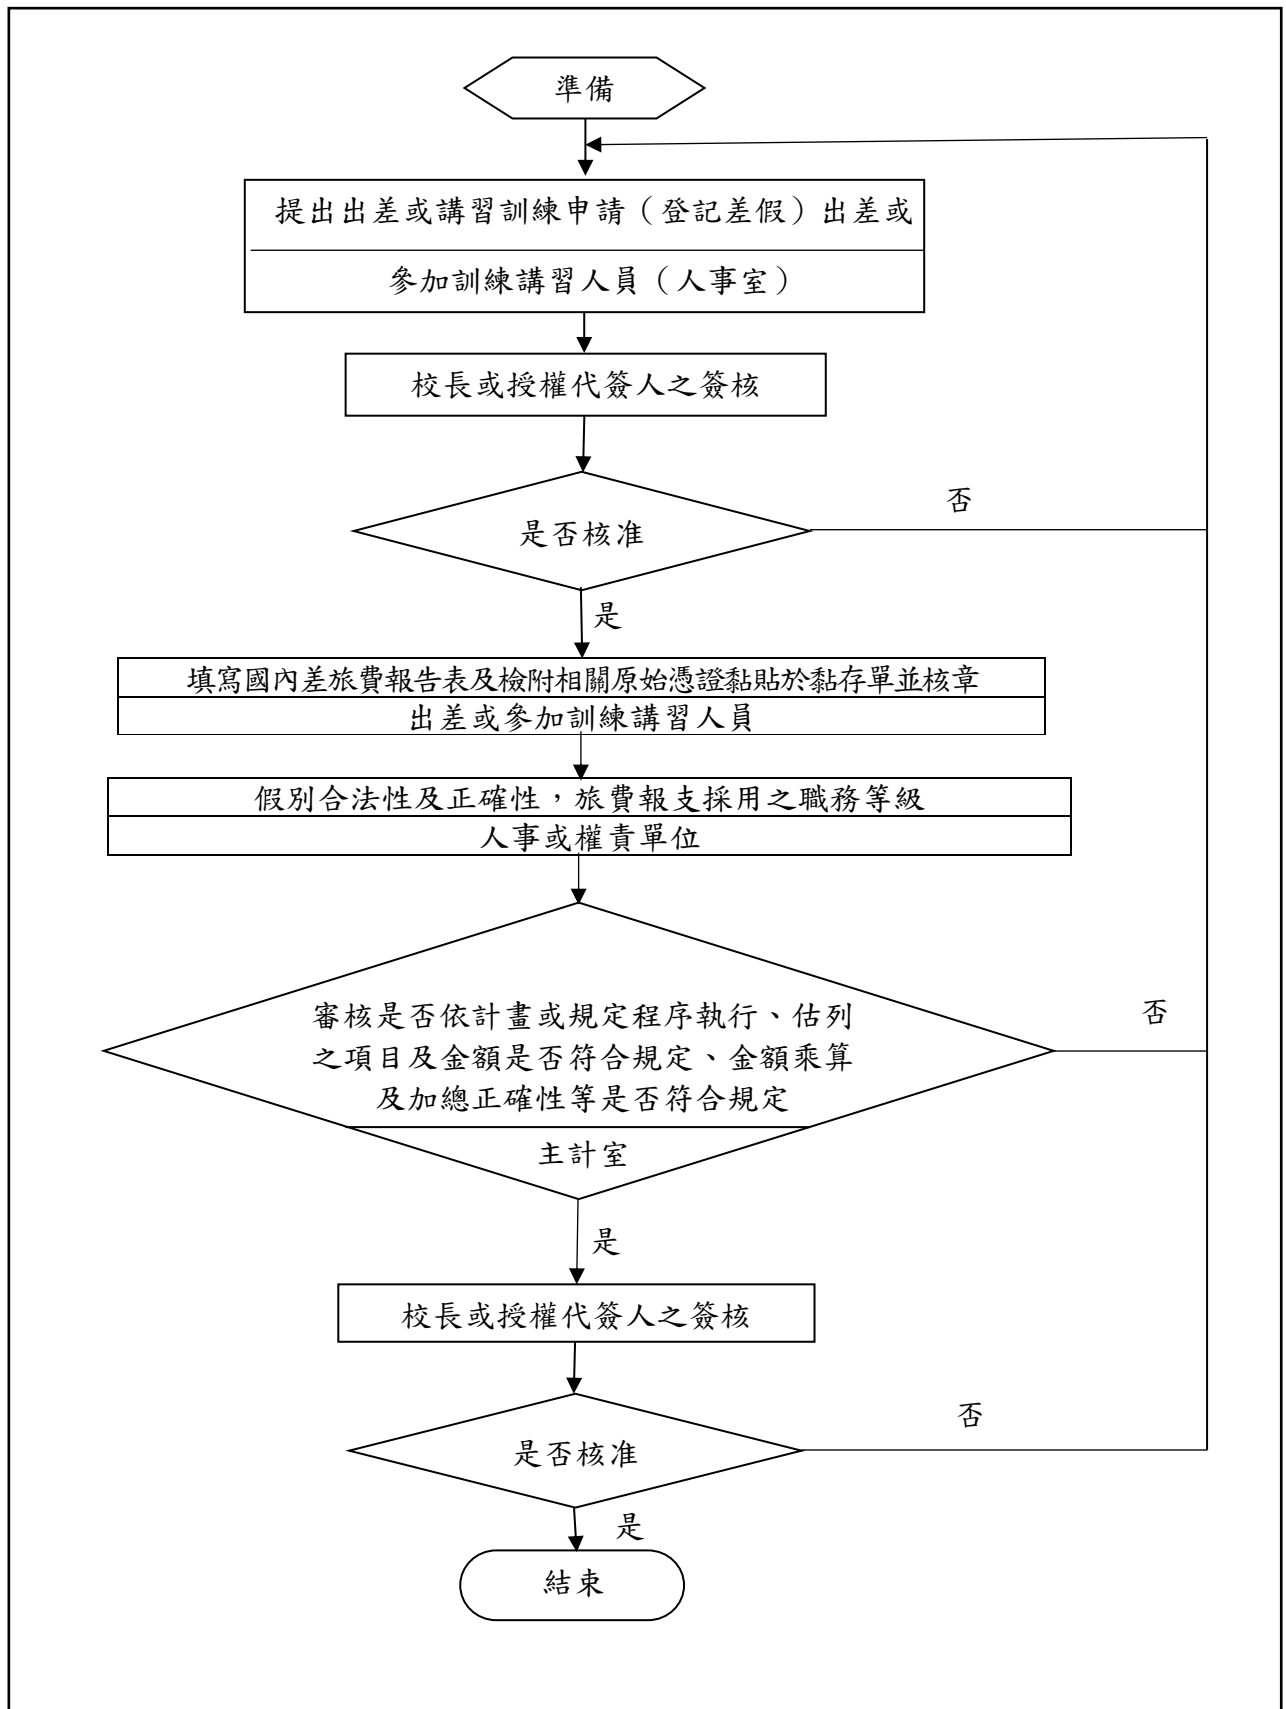 準備
提出出差或講習訓練申請（登記差假）出差或
參加訓練講習人員（人事室）
校長或授權代簽人之簽核
是否核准
否
是
填寫國內差旅費報告表及檢附相關原始憑證黏貼於黏存單並核章
出差或參加訓練講習人員
假別合法性及正確性，旅費報支採用之職務等級
人事或權責單位
審核是否依計畫或規定程序執行、估列
之項目及金額是否符合規定、金額乘算
及加總正確性等是否符合規定
否
主計室
是
校長或授權代簽人之簽核
是否核准
否
是
結束